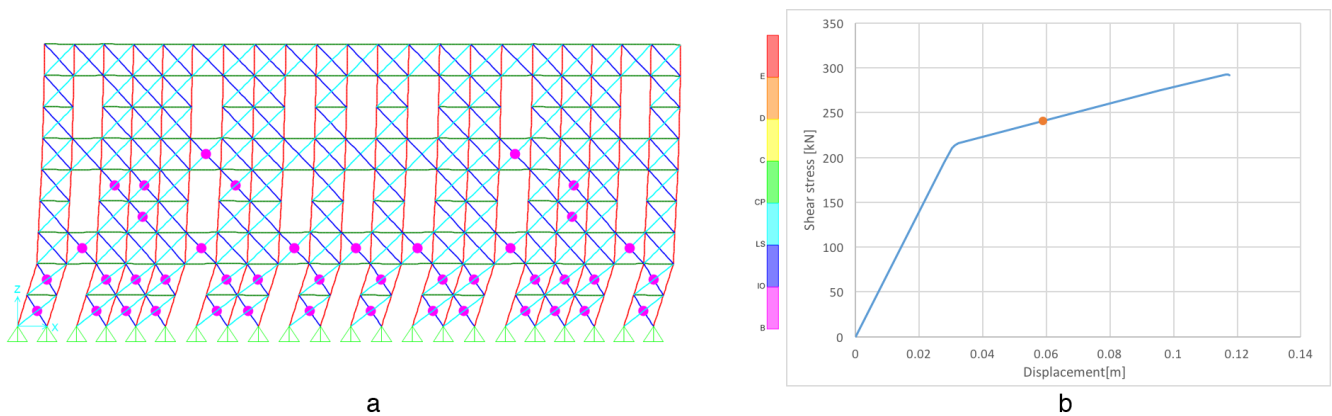 Z
X
E
D
C
CP
LS
IO
B
350
300
250
200
150
100
50
0
Shear stress [kN]
0 0.02 0.04 0.06 0.08 0.1 0.12 0.14
Displacement[m]
a
b